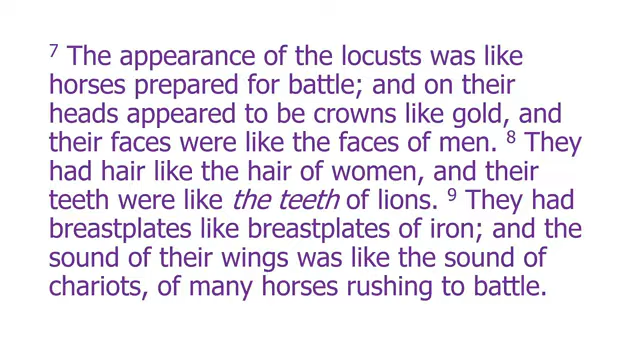 7 The appearance of the locusts was like
horses prepared for battle; and on their
heads appeared to be crowns like gold, and
their faces were like the faces of men. 8 They
had hair like the hair of women, and their
teeth were like the teeth of lions. 9 They had
breastplates like breastplates of iron; and the
sound of their wings was like the sound of
chariots, of many horses rushing to battle.